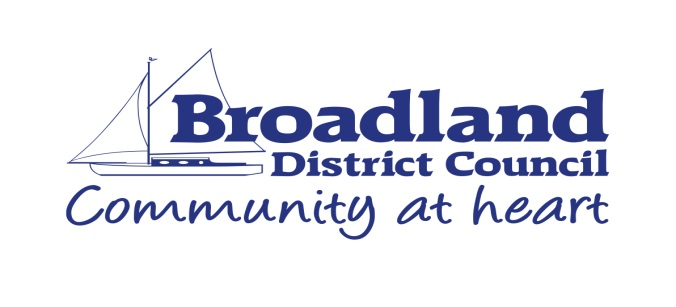 Broadland
District Council
Community at heart